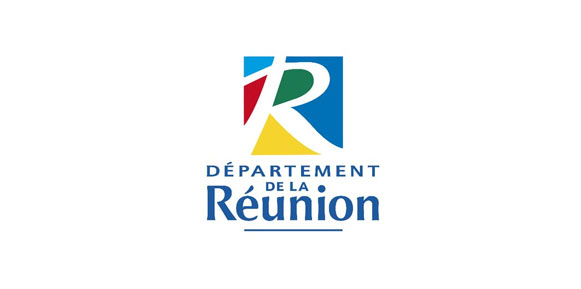 R
DÉPARTEMENT
DE LA
Réunion